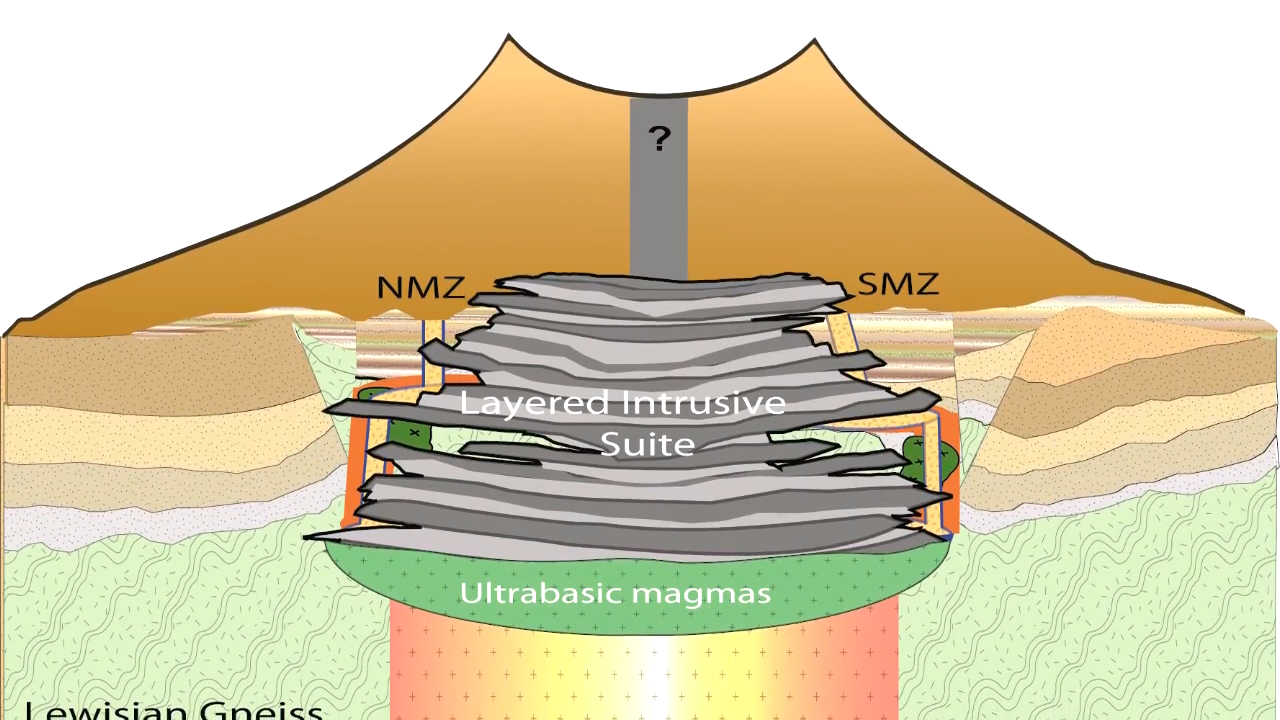 ?
NMZ
SMZ
Layered Intrusive
Suite
Ultrabasic magmas
Lewisian Gneiss